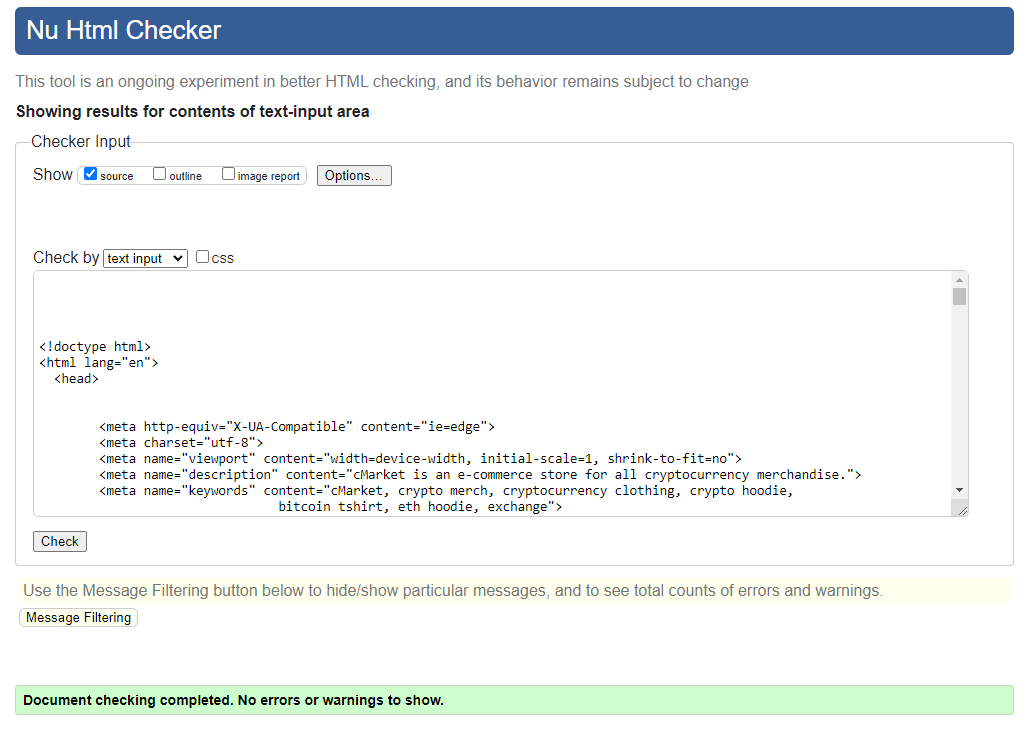 Nu Html Checker
This tool is an ongoing experiment in better HTML checking, and its behavior remains subject to change
Showing results for contents of text-input area
Checker Input
Show source outline image report Options...
Check by text input css
<!doctype html>
<html lang="en">
<head>
<meta http-equiv="X-UA-Compatible" content="ie=edge">
<meta charset="utf-8">
<meta name="viewport" content="width=device-width, initial-scale=1, shrink-to-fit=no">
<meta name="description" content="cMarket is an e-commerce store for all cryptocurrency merchandise.">
<meta name="keywords" content="cMarket, crypto merch, cryptocurrency clothing, crypto hoodie,
bitcoin tshirt, eth hoodie, exchange">
Check
Use the Message Filtering button below to hide/show particular messages, and to see total counts of errors and warnings.
Message Filtering
Document checking completed. No errors or warnings to show.